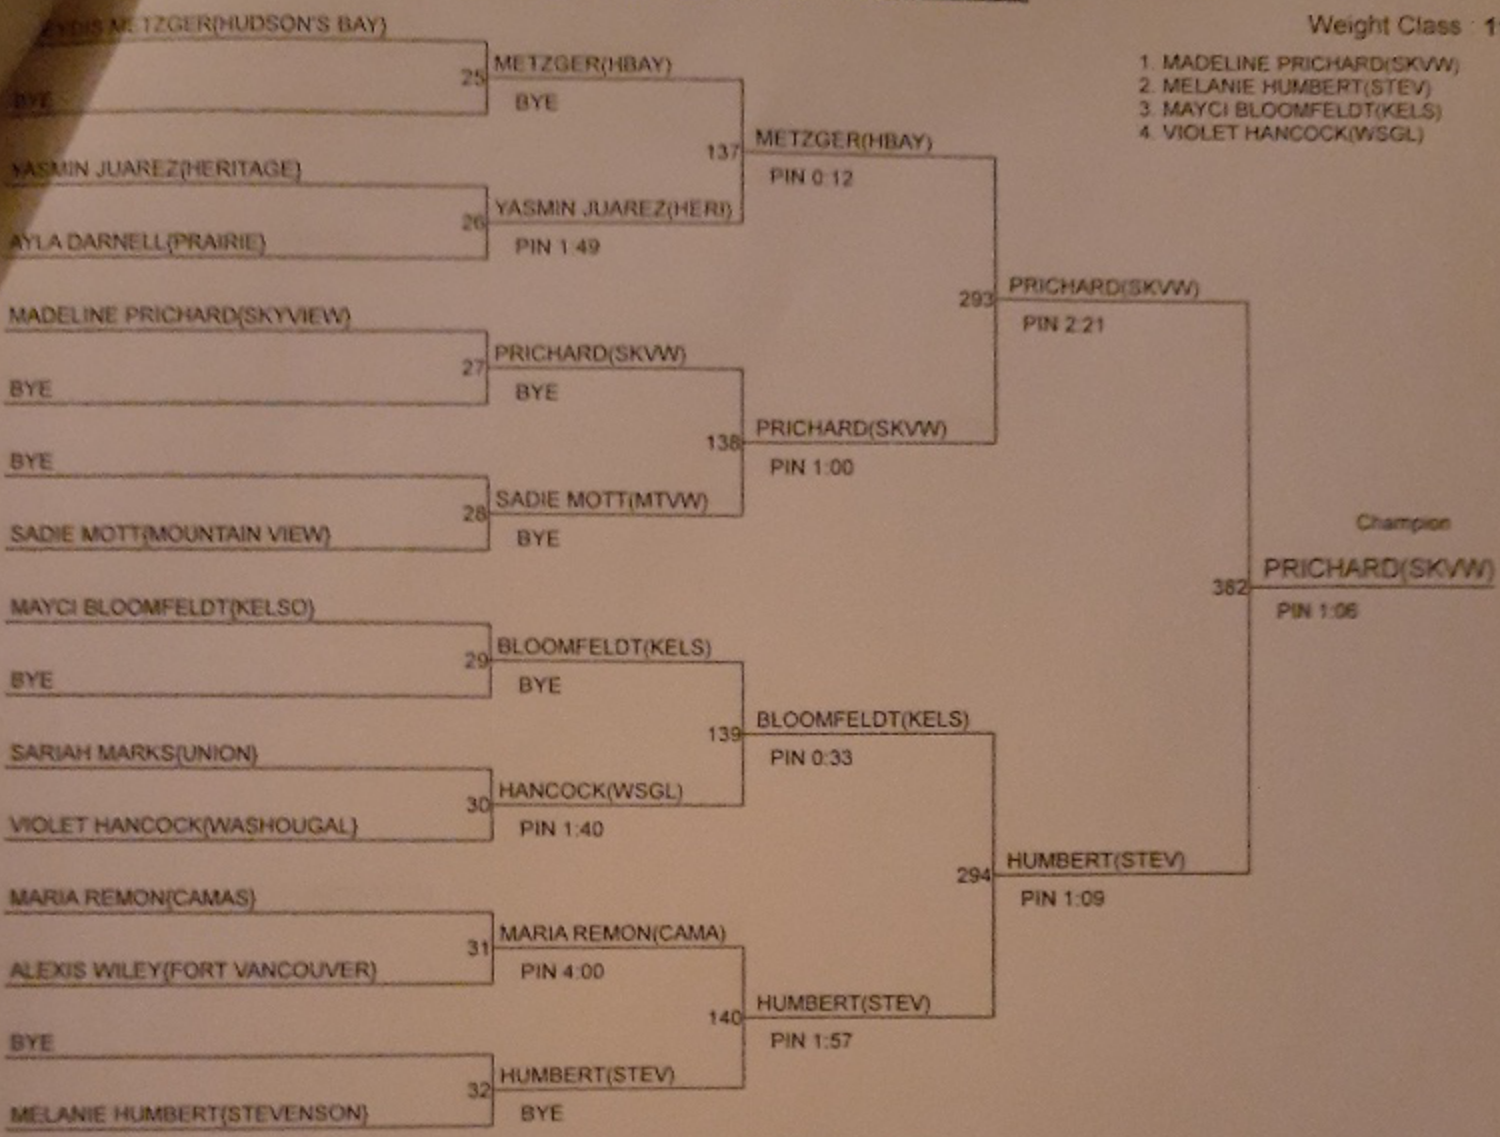 METZGER(HUDSON'S BAY)
BYE
YASMIN JUAREZ(HERITAGE)
AYLA DARNELL(PRAIRIE)
MADELINE PRICHARD(SKYVIEW)
BYE
BYE
SADIE MOTT(MOUNTAIN VIEW)
MAYCI BLOOMFELDT(KELSO)
BYE
SARIAH MARKS(UNION)
VIOLET HANCOCK(WASHOUGAL)
MARIA REMON(CAMAS)
ALEXIS WILEY(FORT VANCOUVER)
BYE
MELANIE HUMBERT(STEVENSON)
25 METZGER(HBAY)
BYE
26 YASMIN JUAREZ(HERI)
PIN 1:49
27 PRICHARD(SKVW)
BYE
28 SADIE MOTT(MTVW)
BYE
29 BLOOMFELDT(KELS)
BYE
30 HANCOCK(WSGL)
PIN 1:40
31 MARIA REMON(CAMA)
PIN 4:00
32 HUMBERT(STEV)
BYE
137 METZGER(HBAY)
PIN 0:12
138 PRICHARD(SKVW)
PIN 1:00
139 BLOOMFELDT(KELS)
PIN 0:33
140 HUMBERT(STEV)
PIN 1:57
293 PRICHARD(SKVW)
PIN 2:21
294 HUMBERT(STEV)
PIN 1:09
Champion
382 PRICHARD(SKVW)
PIN 1:06
Weight Class : 1
1. MADELINE PRICHARD(SKVW)
2. MELANIE HUMBERT(STEV)
3. MAYCI BLOOMFELDT(KELS)
4. VIOLET HANCOCK(WSGL)